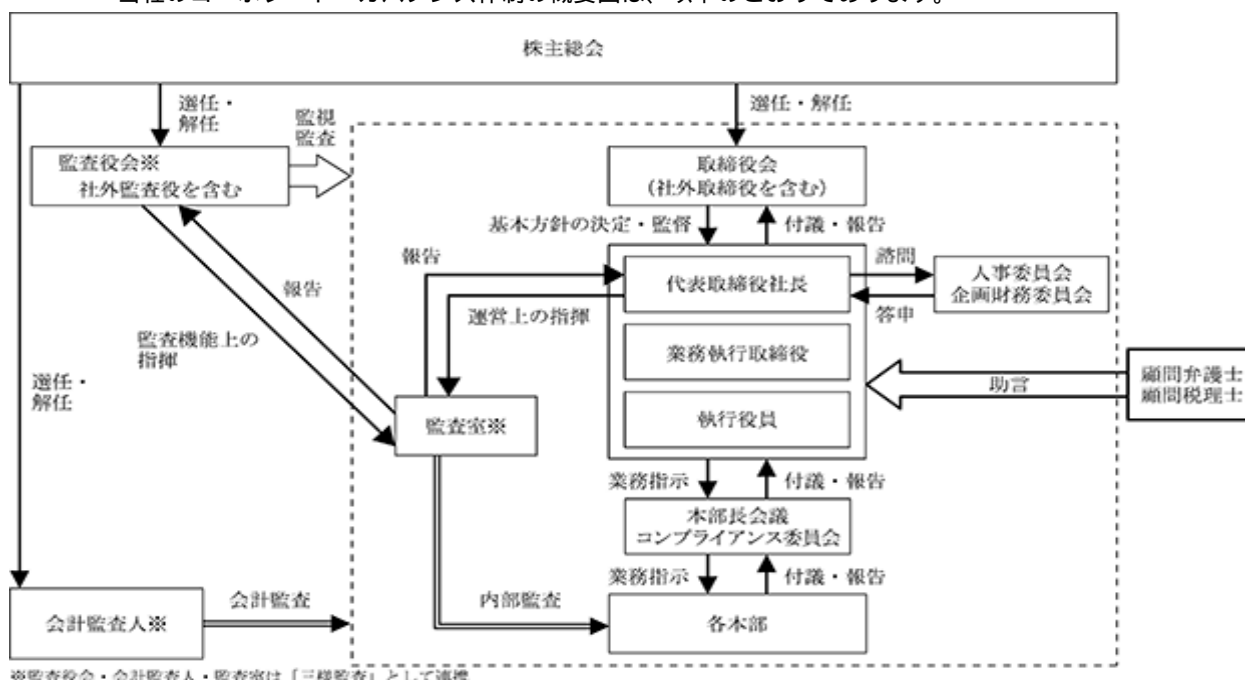 当社のコーポレート・ガバナンス体制の概要図は、以下のとおりであります。
株主総会
選任・
解任
監視
監査
選任・解任
監査役会※
社外監査役を含む
取締役会
(社外取締役を含む)
基本方針の決定・監督
付議・報告
報告
代表取締役社長
諮問
人事委員会
企画財務委員会
答申
報告
運営上の指揮
監査機能上の
指揮
業務執行取締役
選任・
解任
助言
顧問弁護士
顧問税理士
監査室※
執行役員
業務指示
付議・報告
本部長会議
コンプライアンス委員会
業務指示
付議・報告
会計監査人※
会計監査
内部監査
各本部
※監査役会・会計監査人・監査室は「三様監査」として連携